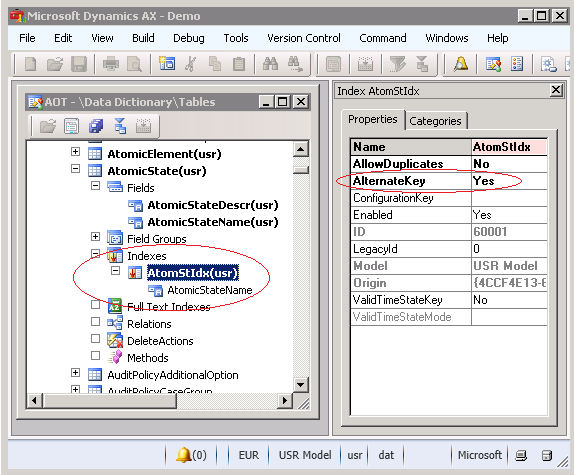 Microsoft Dynamics AX - Demo
File Edit View Build Debug Tools Version Control Command Windows Help
AOT - \Data Dictionary\Tables
AtomicElement(usr)
AtomicState(usr)
Fields
AtomicStateDescr(usr)
AtomicStateName(usr)
Field Groups
Indexes
AtomStIdx(usr)
AtomicStateName
Full Text Indexes
Relations
DeleteActions
Methods
AuditPolicyAdditionalOption
AuditPolicyCaseGroup
Index AtomStIdx
Properties Categories
Name AtomStIdx
AllowDuplicates No
AlternateKey Yes
ConfigurationKey
Enabled Yes
ID 60001
LegacyId 0
Model USR Model
Origin {4CCF4E13-
ValidTimeStateKey No
ValidTimeStateMode
(0) EUR USR Model usr dat Microsoft